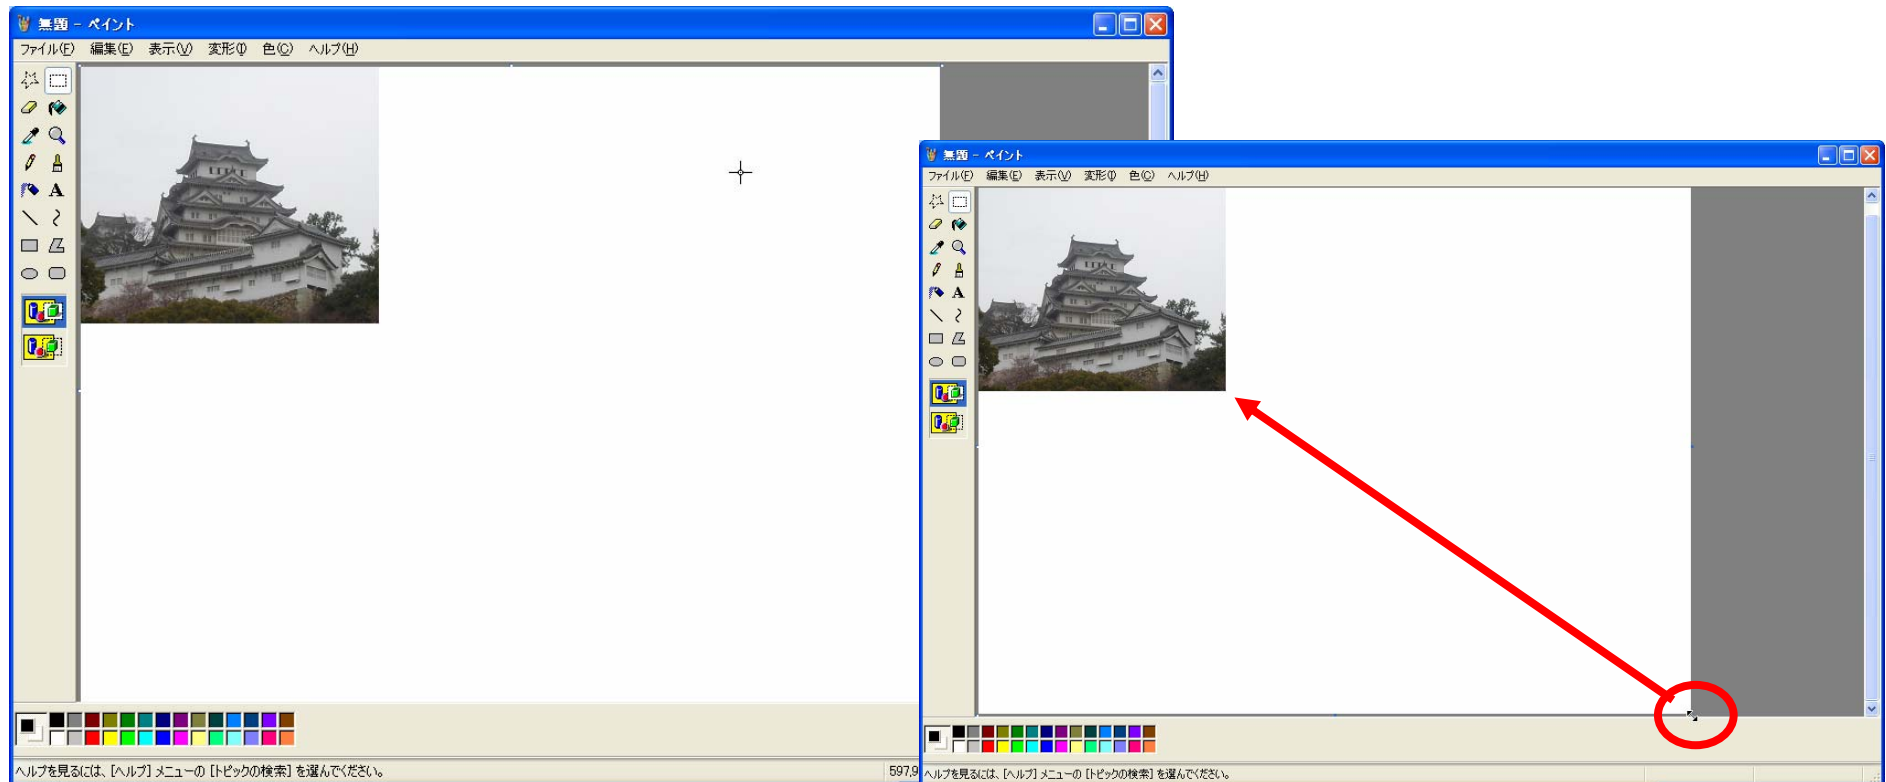 無題 - ペイント
ファイル(F) 編集(E) 表示(V) 変形(I) 色(C) ヘルプ(H)
A
ヘルプを見るには、[ヘルプ] メニューの [トピックの検索] を選んでください。
597,9
無題 - ペイント
ファイル(F) 編集(E) 表示(V) 変形(I) 色(C) ヘルプ(H)
A
ヘルプを見るには、[ヘルプ] メニューの [トピックの検索] を選んでください。